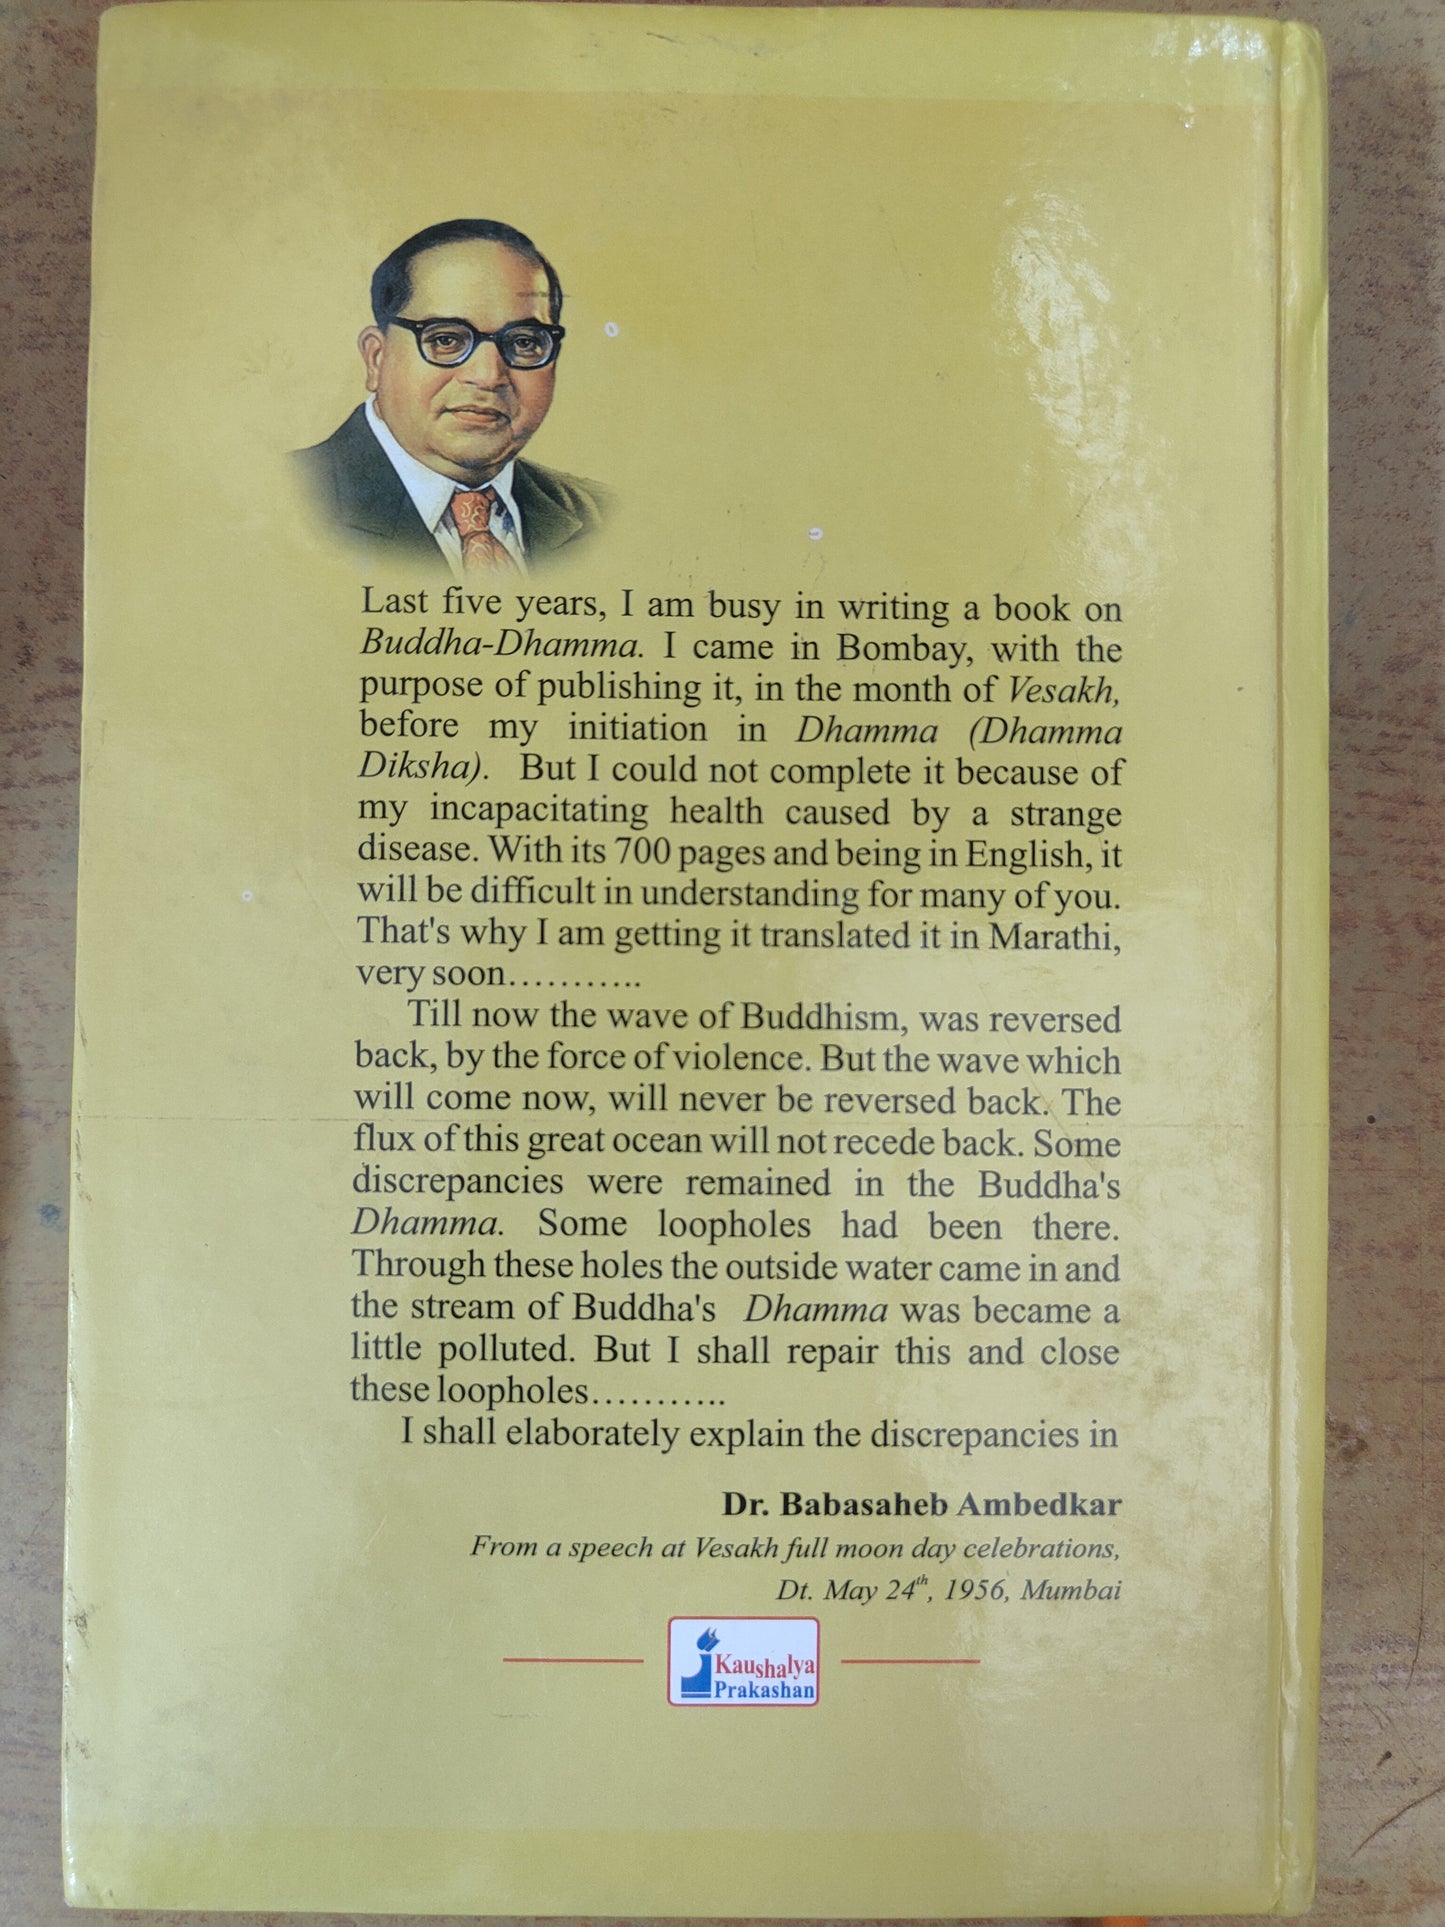 Last five years, I am busy in writing a book on
Buddha-Dhamma. I came in Bombay, with the
purpose of publishing it, in the month of Vesakh,
before my initiation in Dhamma (Dhamma
Diksha). But I could not complete it because of
my incapacitating health caused by a strange
disease. With its 700 pages and being in English, it
will be difficult in understanding for many of you.
That's why I am getting it translated it in Marathi,
very soon...........
Till now the wave of Buddhism, was reversed
back, by the force of violence. But the wave which
will come now, will never be reversed back. The
flux of this great ocean will not recede back. Some
discrepancies were remained in the Buddha's
Dhamma. Some loopholes had been there.
Through these holes the outside water came in and
the stream of Buddha's Dhamma was became a
little polluted. But I shall repair this and close
these loopholes...........
I shall elaborately explain the discrepancies in
Dr. Babasaheb Ambedkar
From a speech at Vesakh full moon day celebrations,
Dt. May 24th, 1956, Mumbai
Kaushalya
Prakashan